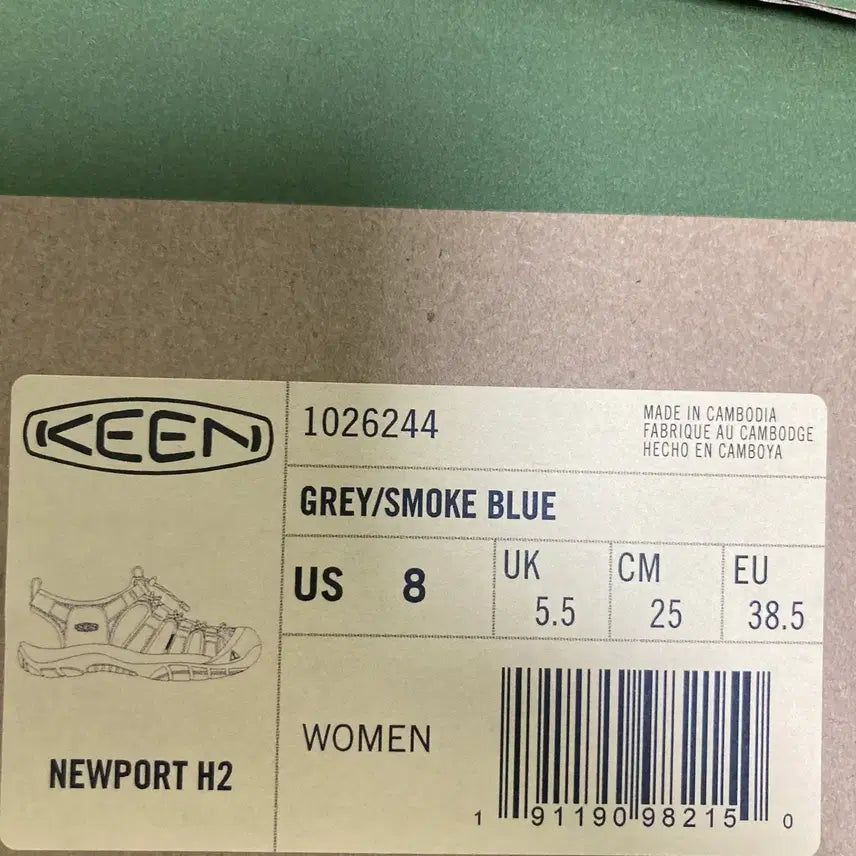 KEEN
1026244
MADE IN CAMBODIA
FABRIQUE AU CAMBODGE
HECHO EN CAMBOYA
GREY/SMOKE BLUE
US 8
UK 5.5
CM 25
EU 38.5
WOMEN
NEWPORT H2
1 91190 98215 0